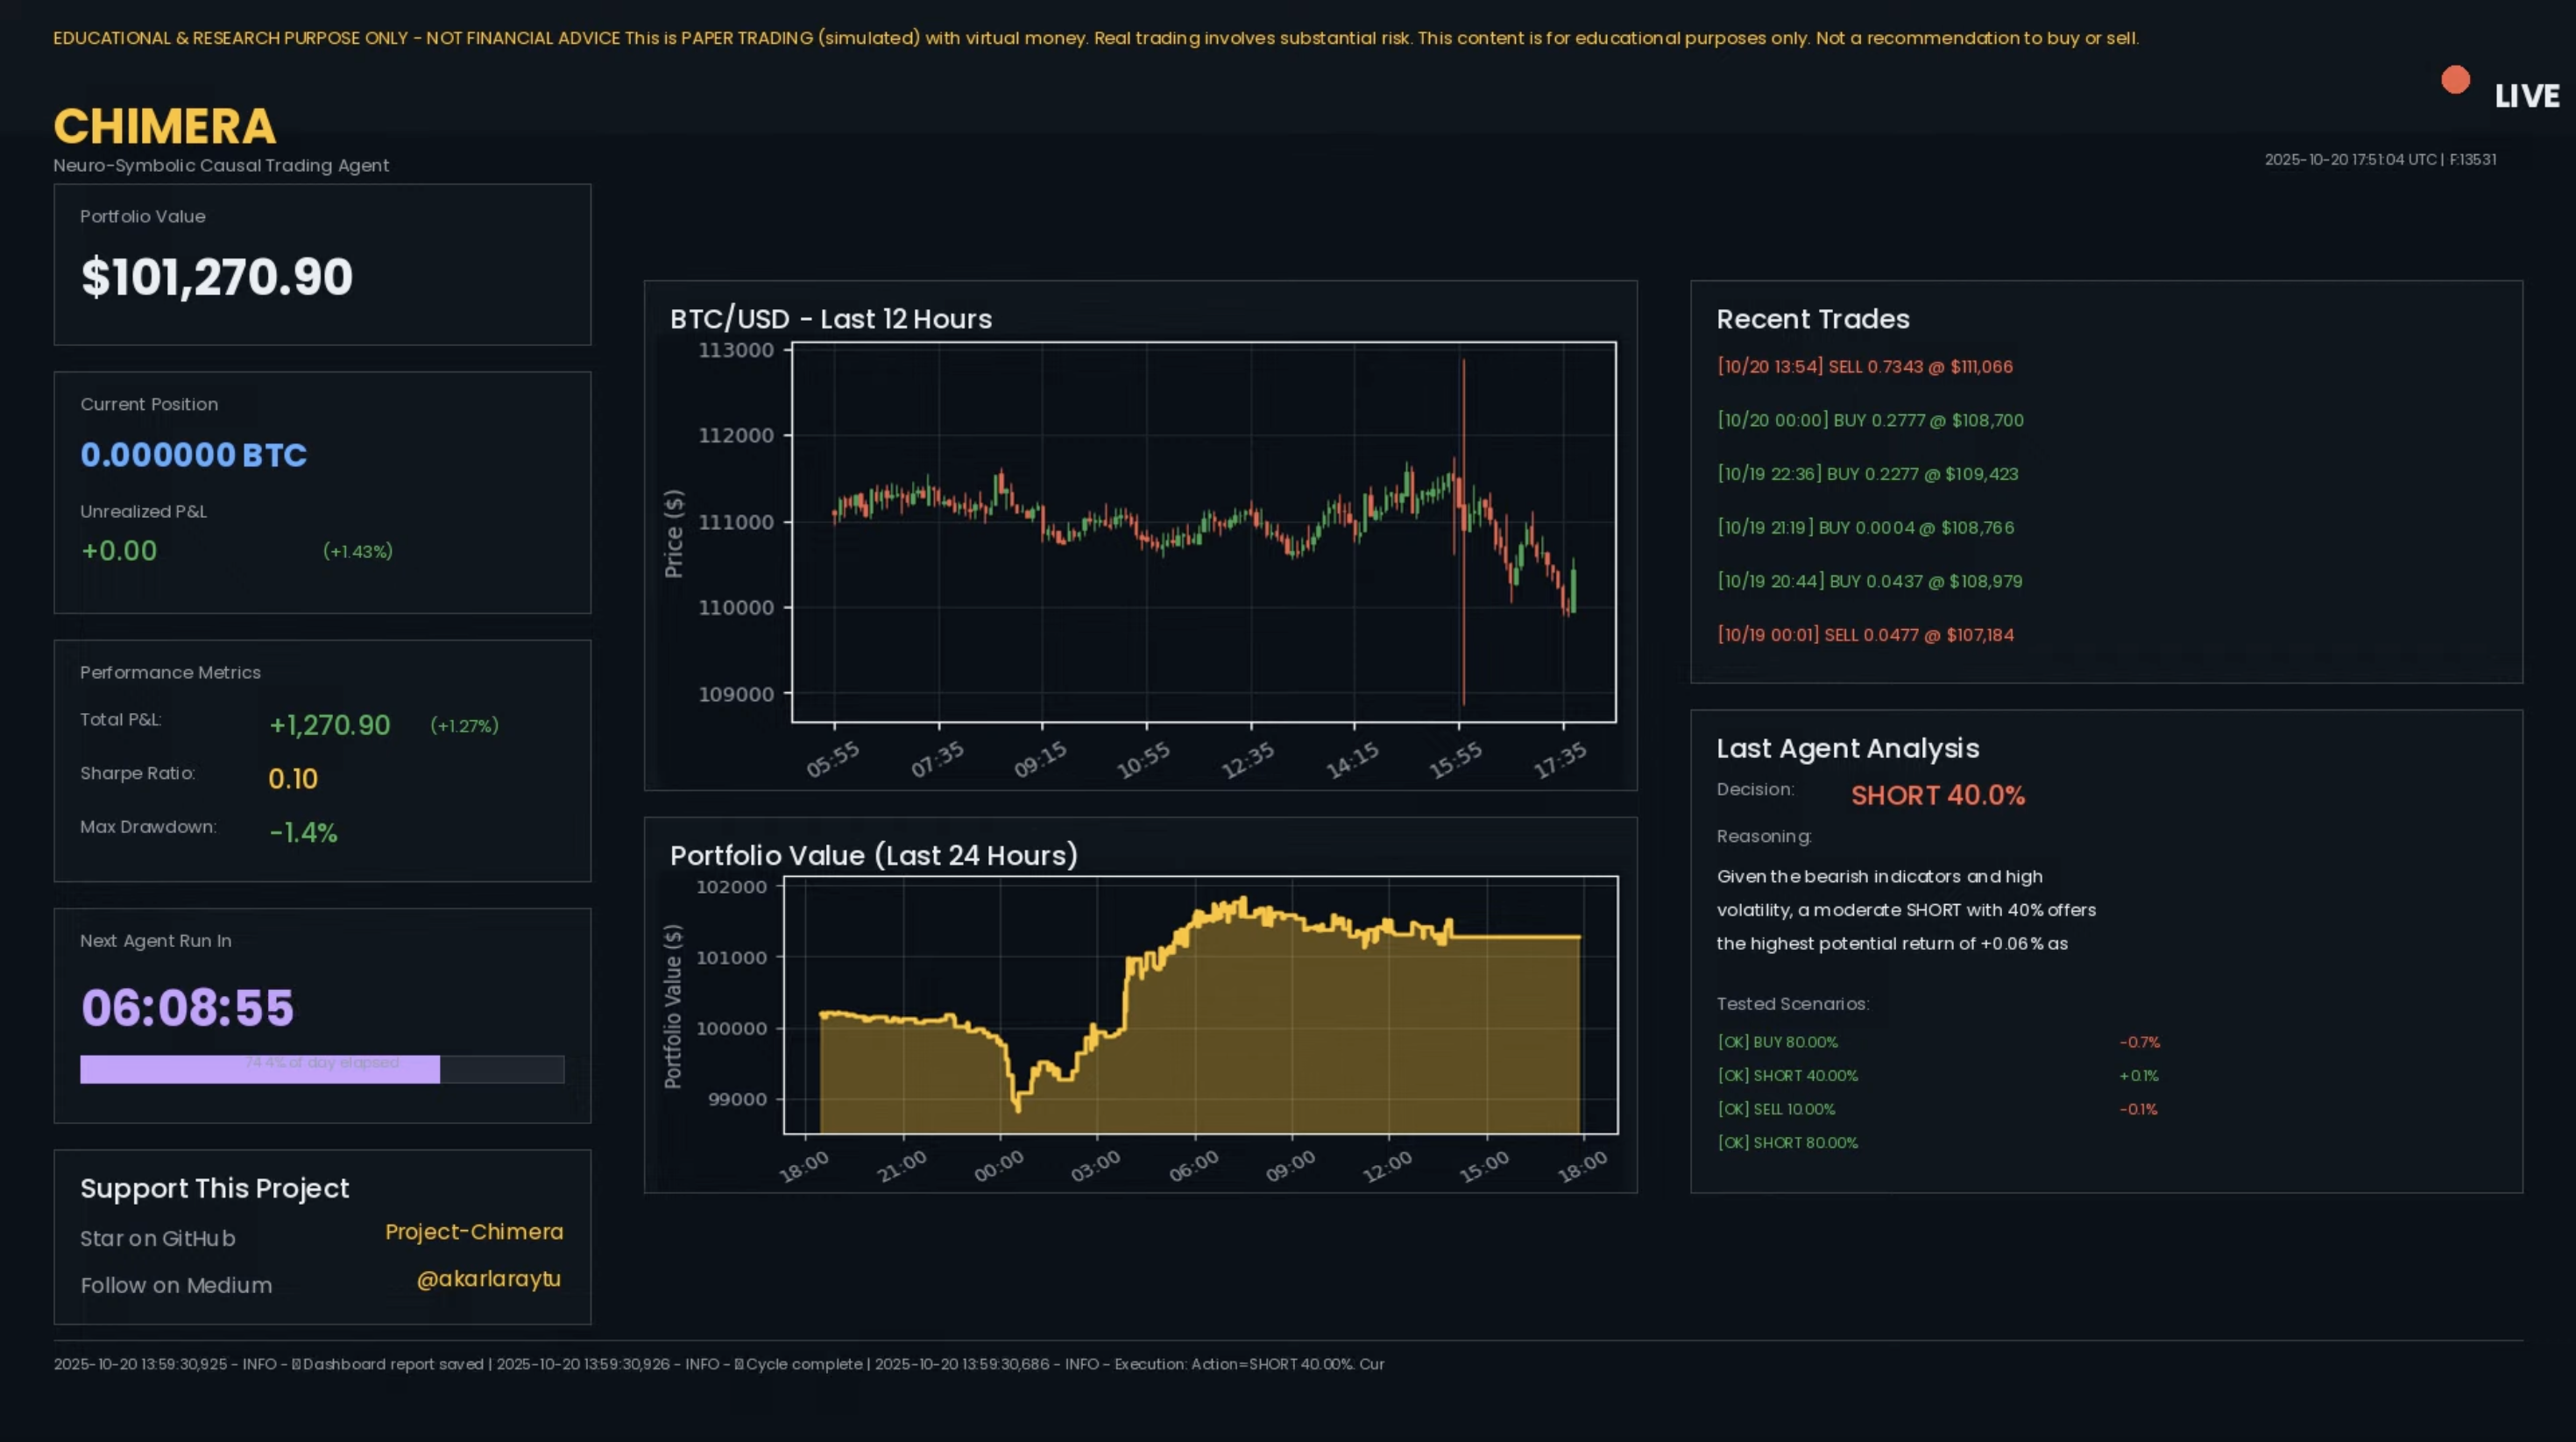 EDUCATIONAL & RESEARCH PURPOSE ONLY - NOT FINANCIAL ADVICE This is PAPER TRADING (simulated) with virtual money. Real trading involves substantial risk. This content is for educational purposes only. Not a recommendation to buy or sell.
LIVE
CHIMERA
Neuro-Symbolic Causal Trading Agent
2025-10-20 17:51:04 UTC | F:13531
Portfolio Value
$101,270.90
Current Position
0.000000 BTC
Unrealized P&L
+0.00 (+1.43%)
Performance Metrics
Total P&L: +1,270.90 (+1.27%)
Sharpe Ratio: 0.10
Max Drawdown: -1.4%
Next Agent Run In
06:08:55
74.4% of day elapsed
Support This Project
Star on GitHub Project-Chimera
Follow on Medium @akarlaraytu
BTC/USD - Last 12 Hours
Price ($)
113000
112000
111000
110000
109000
05:55 07:35 09:15 10:55 12:35 14:15 15:55 17:35
Portfolio Value (Last 24 Hours)
Portfolio Value ($)
102000
101000
100000
99000
18:00 21:00 00:00 03:00 06:00 09:00 12:00 15:00 18:00
Recent Trades
[10/20 13:54] SELL 0.7343 @ $111,066
[10/20 00:00] BUY 0.2777 @ $108,700
[10/19 22:36] BUY 0.2277 @ $109,423
[10/19 21:19] BUY 0.0004 @ $108,766
[10/19 20:44] BUY 0.0437 @ $108,979
[10/19 00:01] SELL 0.0477 @ $107,184
Last Agent Analysis
Decision: SHORT 40.0%
Reasoning:
Given the bearish indicators and high
volatility, a moderate SHORT with 40% offers
the highest potential return of +0.06% as
Tested Scenarios:
[OK] BUY 80.00% -0.7%
[OK] SHORT 40.00% +0.1%
[OK] SELL 10.00% -0.1%
[OK] SHORT 80.00%
2025-10-20 13:59:30,925 - INFO - Dashboard report saved | 2025-10-20 13:59:30,926 - INFO - Cycle complete | 2025-10-20 13:59:30,686 - INFO - Execution: Action=SHORT 40.00%. Cur